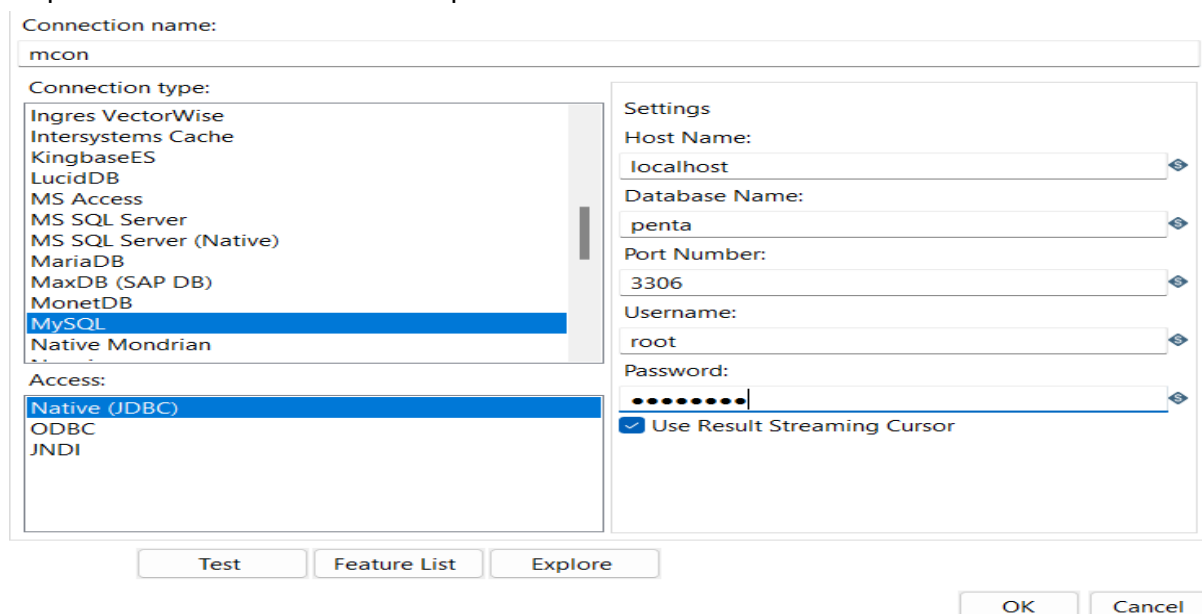 Connection name:
mcon
Connection type:
Ingres VectorWise
Intersystems Cache
KingbaseES
LucidDB
MS Access
MS SQL Server
MS SQL Server (Native)
MariaDB
MaxDB (SAP DB)
MonetDB
MySQL
Native Mondrian
Access:
Native (JDBC)
ODBC
JNDI
Settings
Host Name:
localhost
Database Name:
penta
Port Number:
3306
Username:
root
Password:
●●●●●●●●
Use Result Streaming Cursor
Test
Feature List
Explore
OK
Cancel